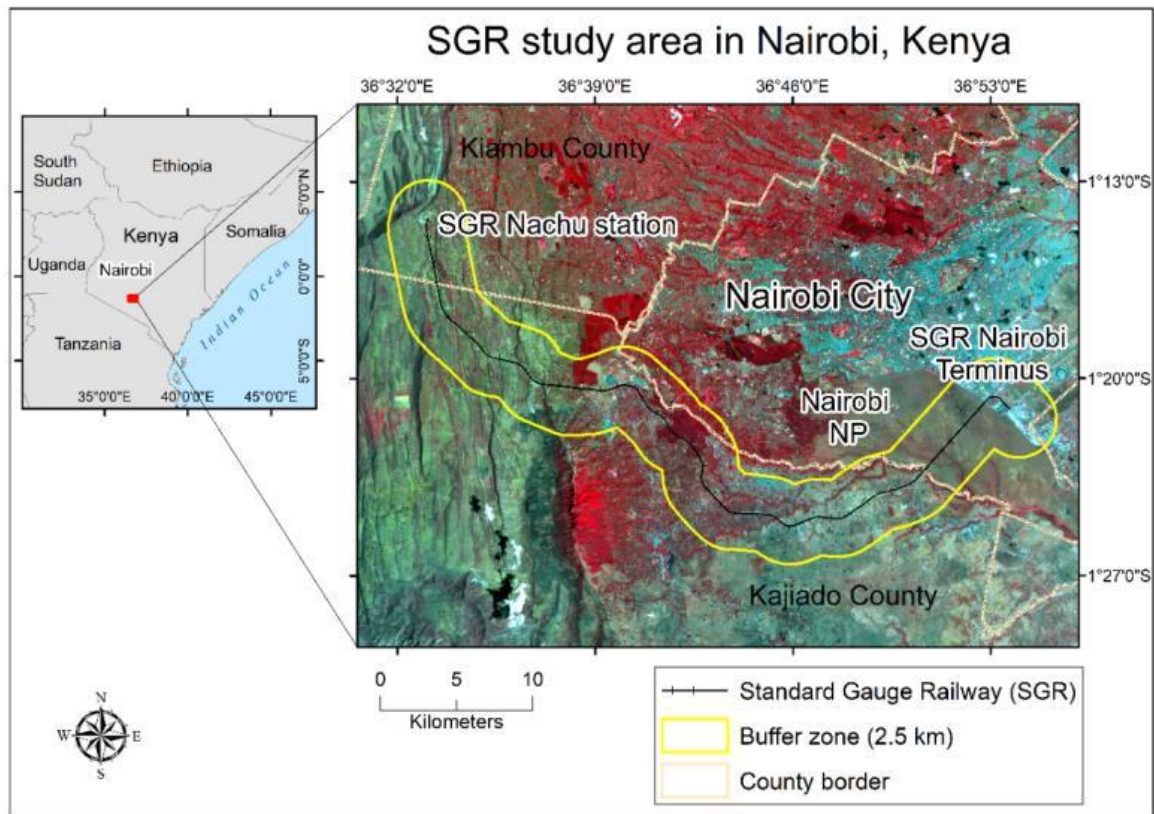 SGR study area in Nairobi, Kenya
36°32'0"E
36°39'0"E
36°46'0"E
36°53'0"E
South
Sudan
Ethiopia
Kenya
Somalia
Uganda
Nairobi
Tanzania
Indian Ocean
5°0'0"N
0°0'0"
5°0'0"S
35°0'0"E
40°0'0"E
45°0'0"E
Kiambu County
SGR Nachu station
Nairobi City
SGR Nairobi
Terminus
Nairobi
NP
Kajiado County
1°13'0"S
1°20'0"S
1°27'0"S
0
5
10
Kilometers
N
W
E
S
Standard Gauge Railway (SGR)
Buffer zone (2.5 km)
County border